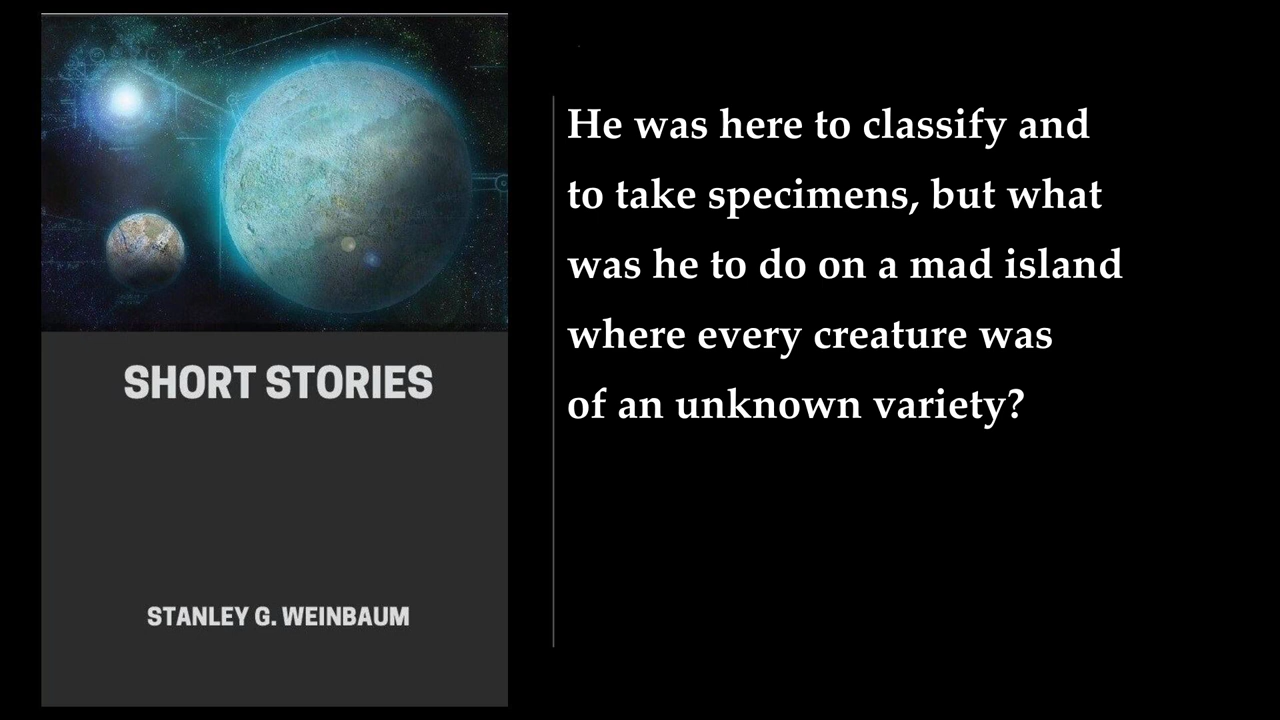 SHORT STORIES
STANLEY G. WEINBAUM
He was here to classify and
to take specimens, but what
was he to do on a mad island
where every creature was
of an unknown variety?